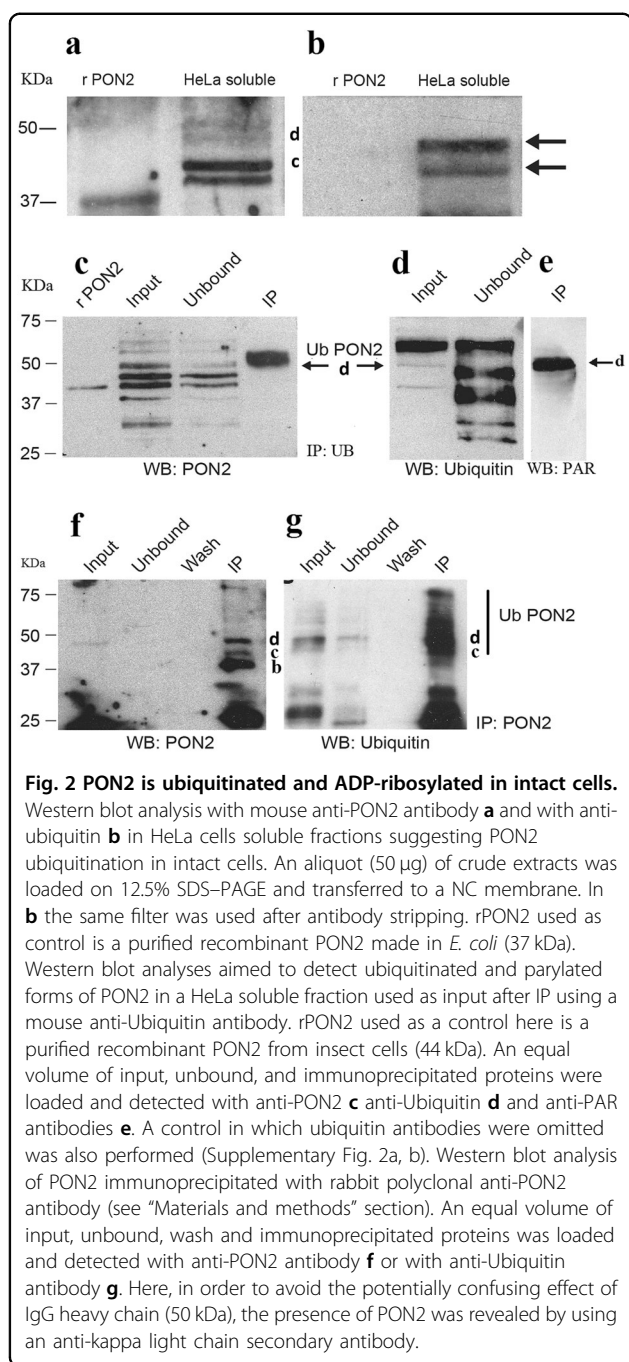 a
b
KDa
r PON2
HeLa soluble
r PON2
HeLa soluble
50
d
c
37
c
d
e
KDa
r PON2
Input
Unbound
IP
Input
Unbound
IP
75
50
Ub PON2
d
d
37
25
IP: UB
WB: PON2
WB: Ubiquitin
WB: PAR
f
g
KDa
Input
Unbound
Wash
IP
Input
Unbound
Wash
IP
75
Ub PON2
50
d
c
b
d
c
37
25
IP: PON2
WB: PON2
WB: Ubiquitin
Fig. 2 PON2 is ubiquitinated and ADP-ribosylated in intact cells.
Western blot analysis with mouse anti-PON2 antibody a and with anti-
ubiquitin b in HeLa cells soluble fractions suggesting PON2
ubiquitination in intact cells. An aliquot (50 µg) of crude extracts was
loaded on 12.5% SDS–PAGE and transferred to a NC membrane. In
b the same filter was used after antibody stripping. rPON2 used as
control is a purified recombinant PON2 made in E. coli (37 kDa).
Western blot analyses aimed to detect ubiquitinated and parylated
forms of PON2 in a HeLa soluble fraction used as input after IP using a
mouse anti-Ubiquitin antibody. rPON2 used as a control here is a
purified recombinant PON2 from insect cells (44 kDa). An equal
volume of input, unbound, and immunoprecipitated proteins were
loaded and detected with anti-PON2 c anti-Ubiquitin d and anti-PAR
antibodies e. A control in which ubiquitin antibodies were omitted
was also performed (Supplementary Fig. 2a, b). Western blot analysis
of PON2 immunoprecipitated with rabbit polyclonal anti-PON2
antibody (see “Materials and methods” section). An equal volume of
input, unbound, wash and immunoprecipitated proteins was loaded
and detected with anti-PON2 antibody f or with anti-Ubiquitin
antibody g. Here, in order to avoid the potentially confusing effect of
IgG heavy chain (50 kDa), the presence of PON2 was revealed by using
an anti-kappa light chain secondary antibody.